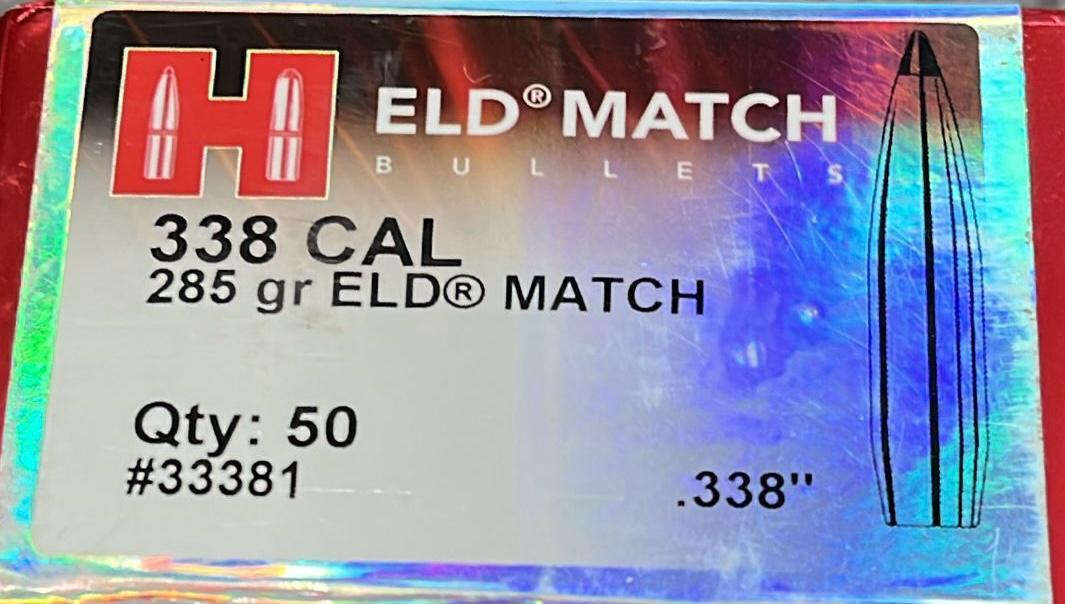 H
ELD® MATCH
BULLETS
338 CAL
285 gr ELD® MATCH
Qty: 50
#33381
.338"